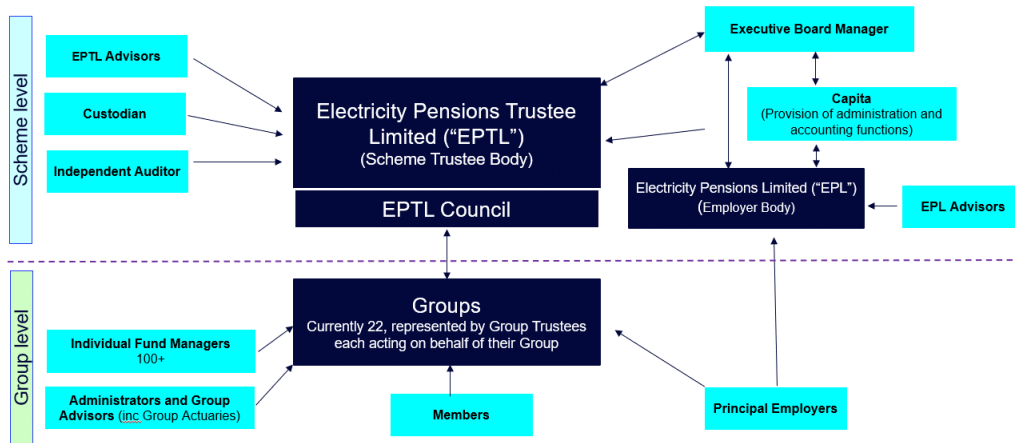 Scheme level
EPTL Advisors
Custodian
Independent Auditor
Electricity Pensions Trustee
Limited (“EPTL”)
(Scheme Trustee Body)
EPTL Council
Executive Board Manager
Capita
(Provision of administration and
accounting functions)
Electricity Pensions Limited (“EPL”)
(Employer Body)
EPL Advisors
Group level
Groups
Currently 22, represented by Group Trustees
each acting on behalf of their Group
Individual Fund Managers
100+
Administrators and Group
Advisors (inc Group Actuaries)
Members
Principal Employers